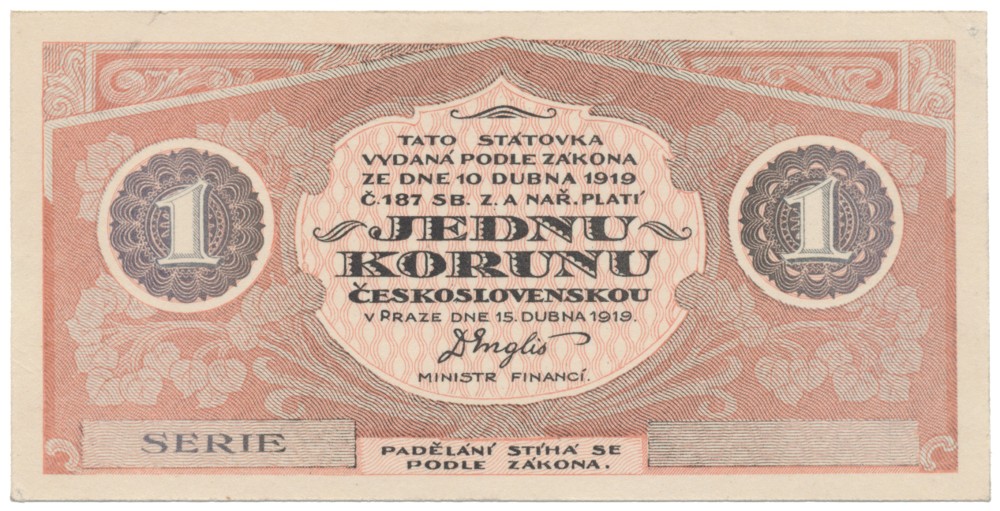 TATO STÁTOVKA
VYDANÁ PODLE ZÁKONA
ZE DNE 10 DUBNA 1919
Č. 187 SB. Z. A NAŘ. PLATÍ
1 JEDNU 1
KORUNU
ČESKOSLOVENSKOU
V PRAZE DNE 15. DUBNA 1919.
DEnglis
MINISTR FINANCÍ.
SERIE
PADĚLÁNÍ STÍHÁ SE
PODLE ZÁKONA.